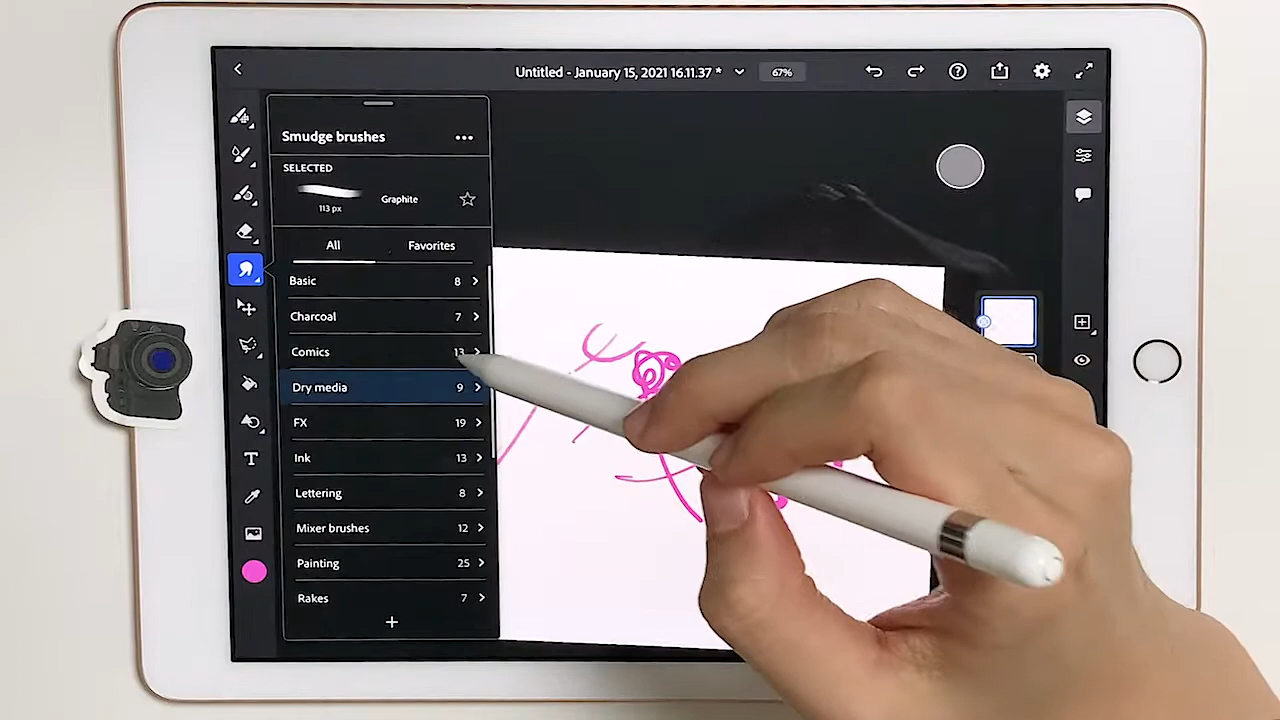 Untitled - January 15, 2021 16.11.37 *
67%
Smudge brushes
SELECTED
113 px
Graphite
All
Favorites
Basic 8
Charcoal 7
Comics 13
Dry media 9
FX 19
Ink 13
Lettering 8
Mixer brushes 12
Painting 25
Rakes 7